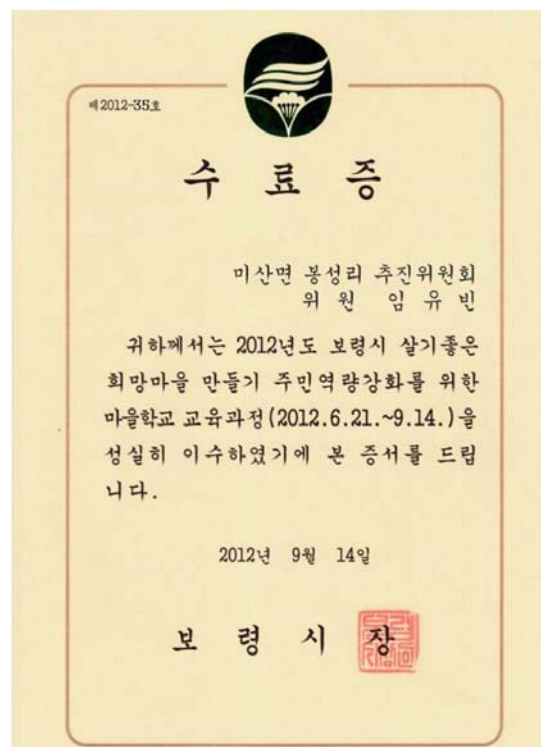 제2012-35호
수 료 증
미산면 봉성리 추진위원회
위 원 임 유 빈
귀하께서는 2012년도 보령시 살기좋은
희망마을 만들기 주민역량강화를 위한
마을학교 교육과정(2012.6.21.~9.14.)을
성실히 이수하였기에 본 증서를 드립
니다.
2012년 9월 14일
보 령 시 장